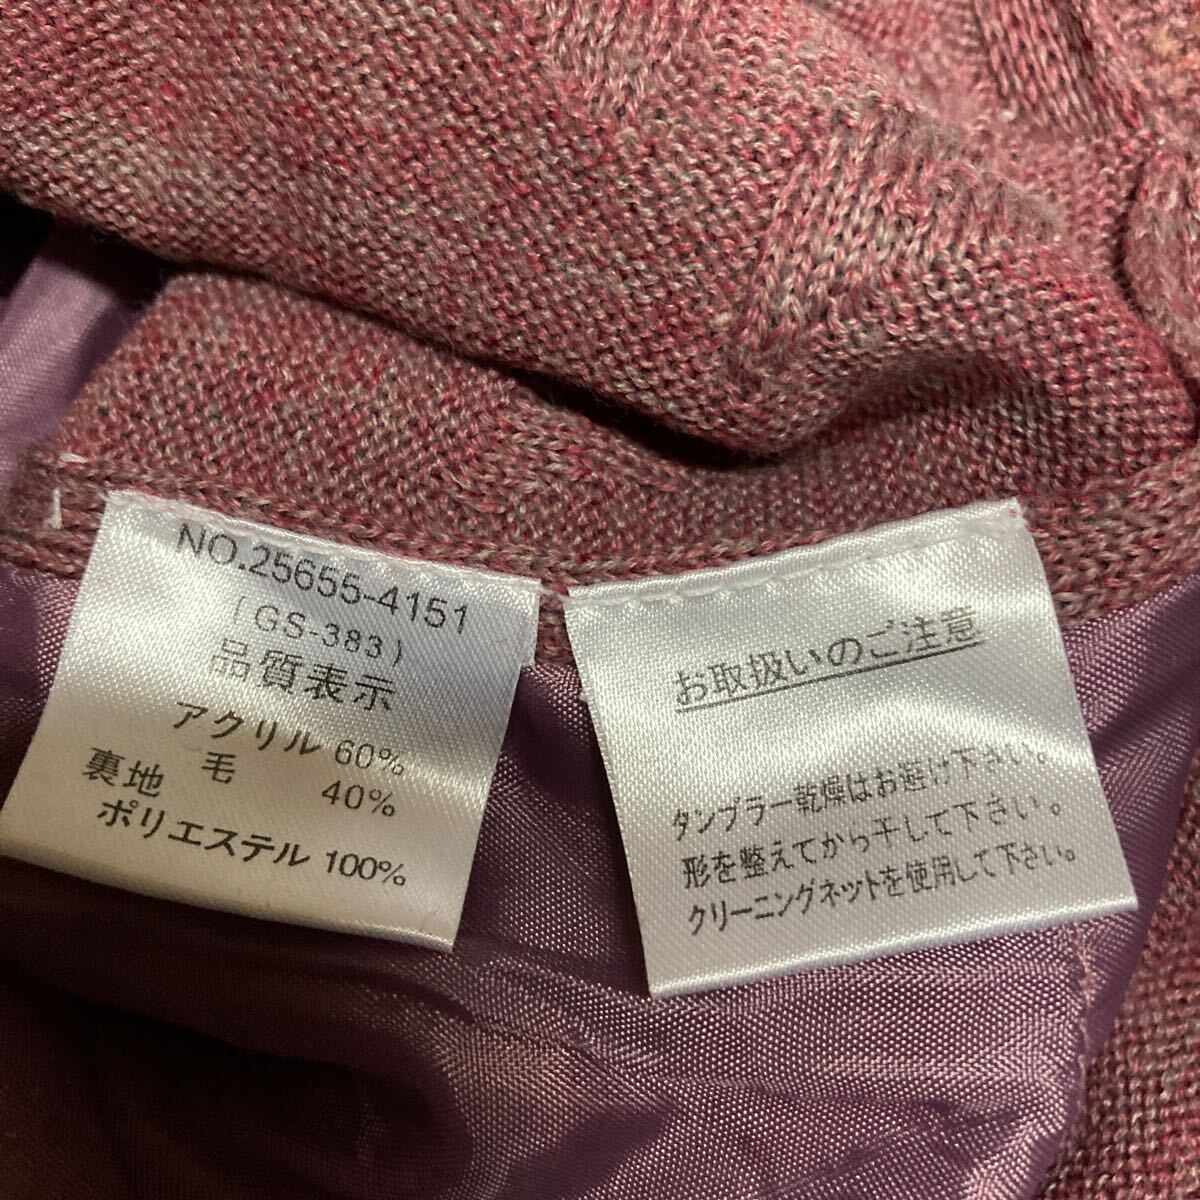 NO.25655-4151
(GS-383)
品質表示
アクリル 60%
毛 40%
裏地
ポリエステル 100%
お取扱いのご注意
タンブラー乾燥はお避け下さい。
形を整えてから干して下さい。
クリーニングネットを使用して下さい。